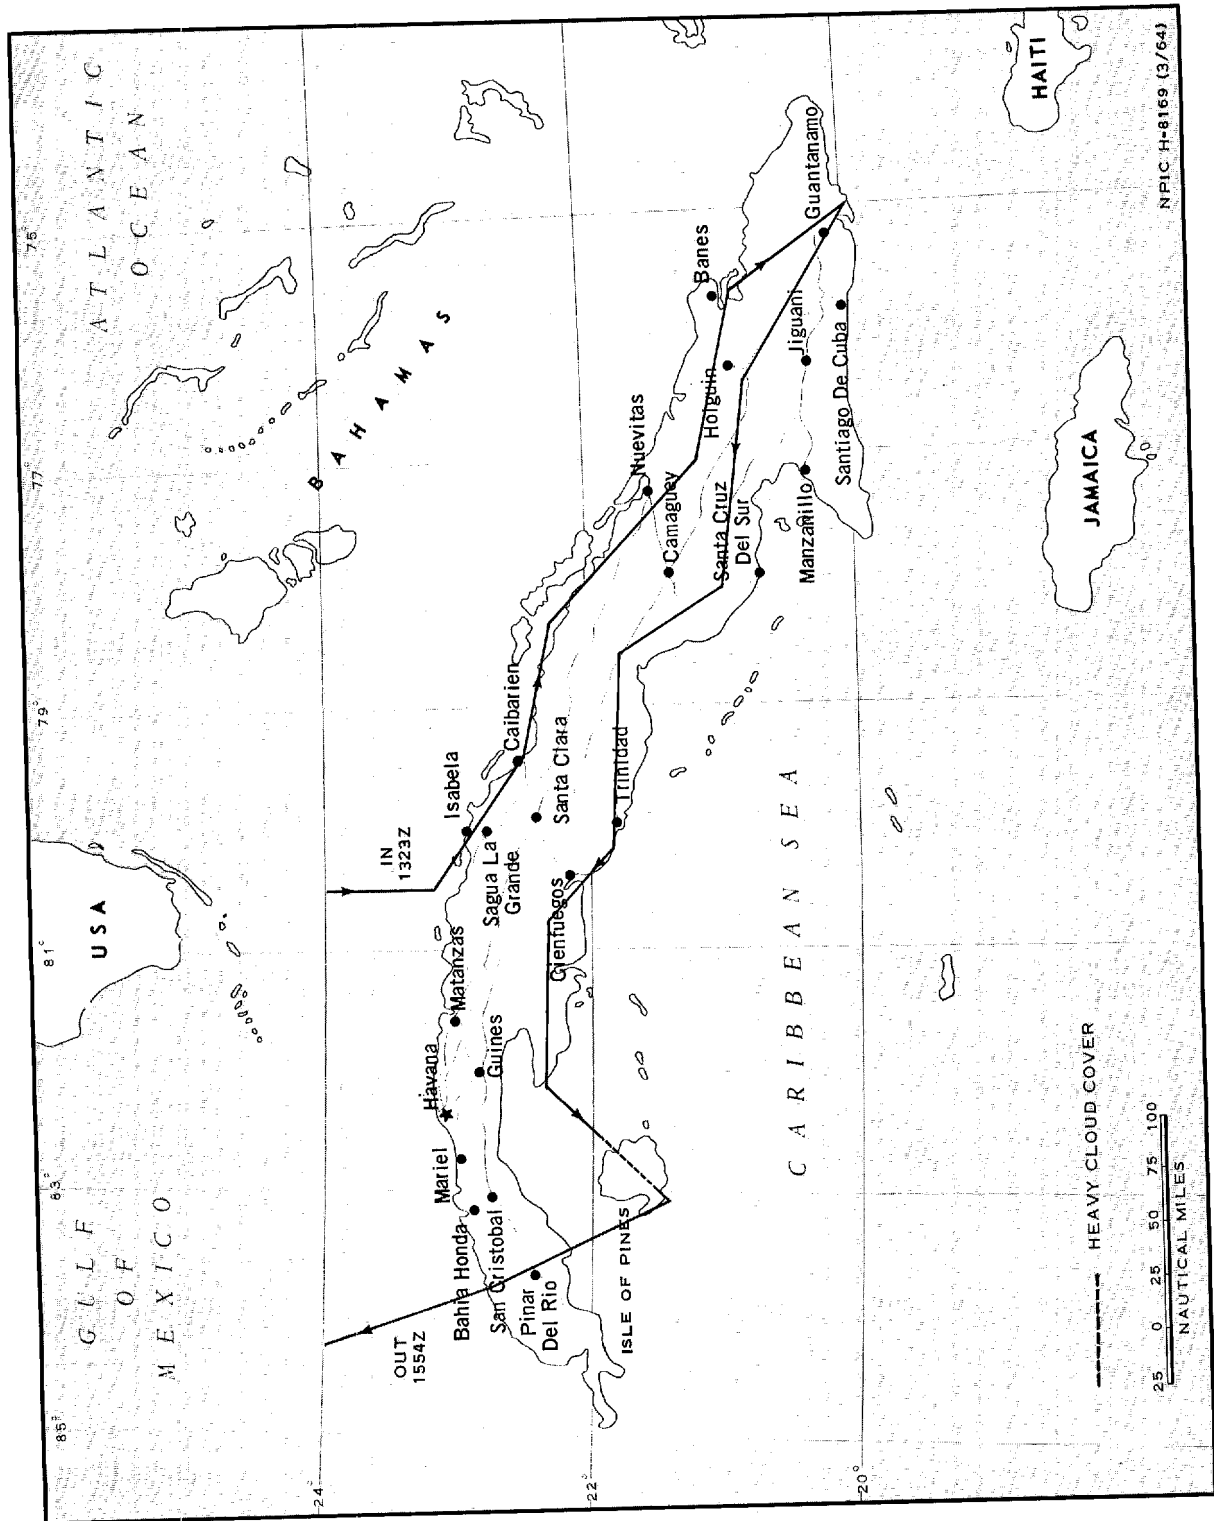 85°
83°
81°
79°
77
75°
GULF
OF
MEXICO
USA
ATLANTIC
OCEAN
BAHAMAS
24
22
20°
OUT
1554Z
IN
1323Z
Bahia Honda
Mariel
Havana
Matanzas
Isabela
San Cristobal
Guines
Sagua La
Grande
Caibarien
Pinar
Del Rio
Santa Clara
Cienfuegos
Trinidad
Nuevitas
Camaguey
Banes
Holguin
Santa Cruz
Del Sur
Jiguani
Guantanamo
Manzanillo
Santiago De Cuba
ISLE OF PINES
CARIBBEAN SEA
JAMAICA
HAITI
HEAVY CLOUD COVER
25 0 25 50 75 100
NAUTICAL MILES
NPIC H-8169 (3/64)